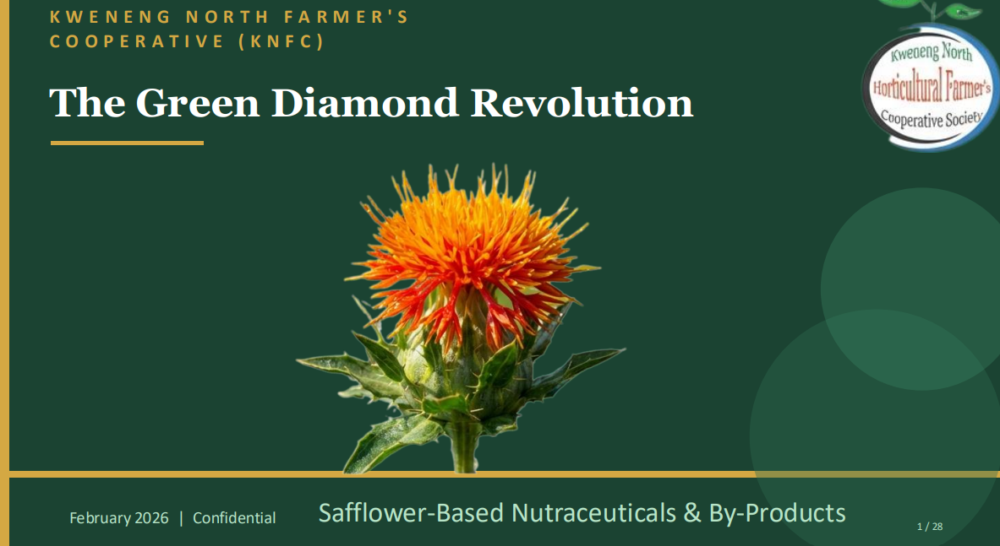 KWENENG NORTH FARMER'S
COOPERATIVE (KNFC)
The Green Diamond Revolution
Kweneng North
Horticultural Farmer's
Cooperative Society
February 2026 | Confidential
Safflower-Based Nutraceuticals & By-Products
1 / 28